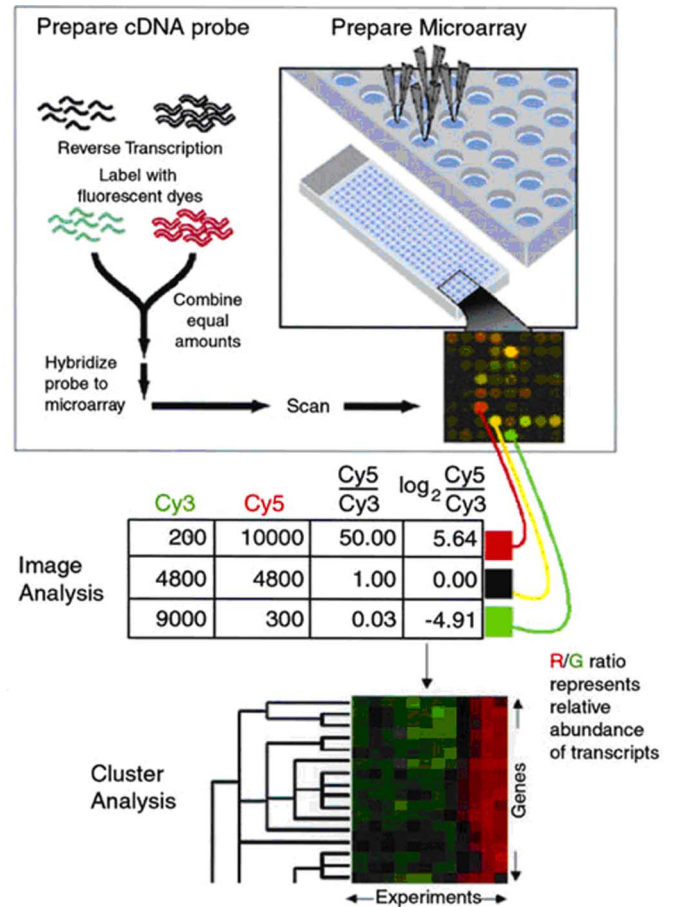 Prepare cDNA probe
Prepare Microarray
Reverse Transcription
Label with
fluorescent dyes
Combine
equal
amounts
Hybridize
probe to
microarray
Scan
Cy3
Cy5
Cy5
Cy3
log2 Cy5
Cy3
Image
Analysis
200 10000 50.00 5.64
4800 4800 1.00 0.00
9000 300 0.03 -4.91
R/G ratio
represents
relative
abundance
of transcripts
Cluster
Analysis
Genes
Experiments